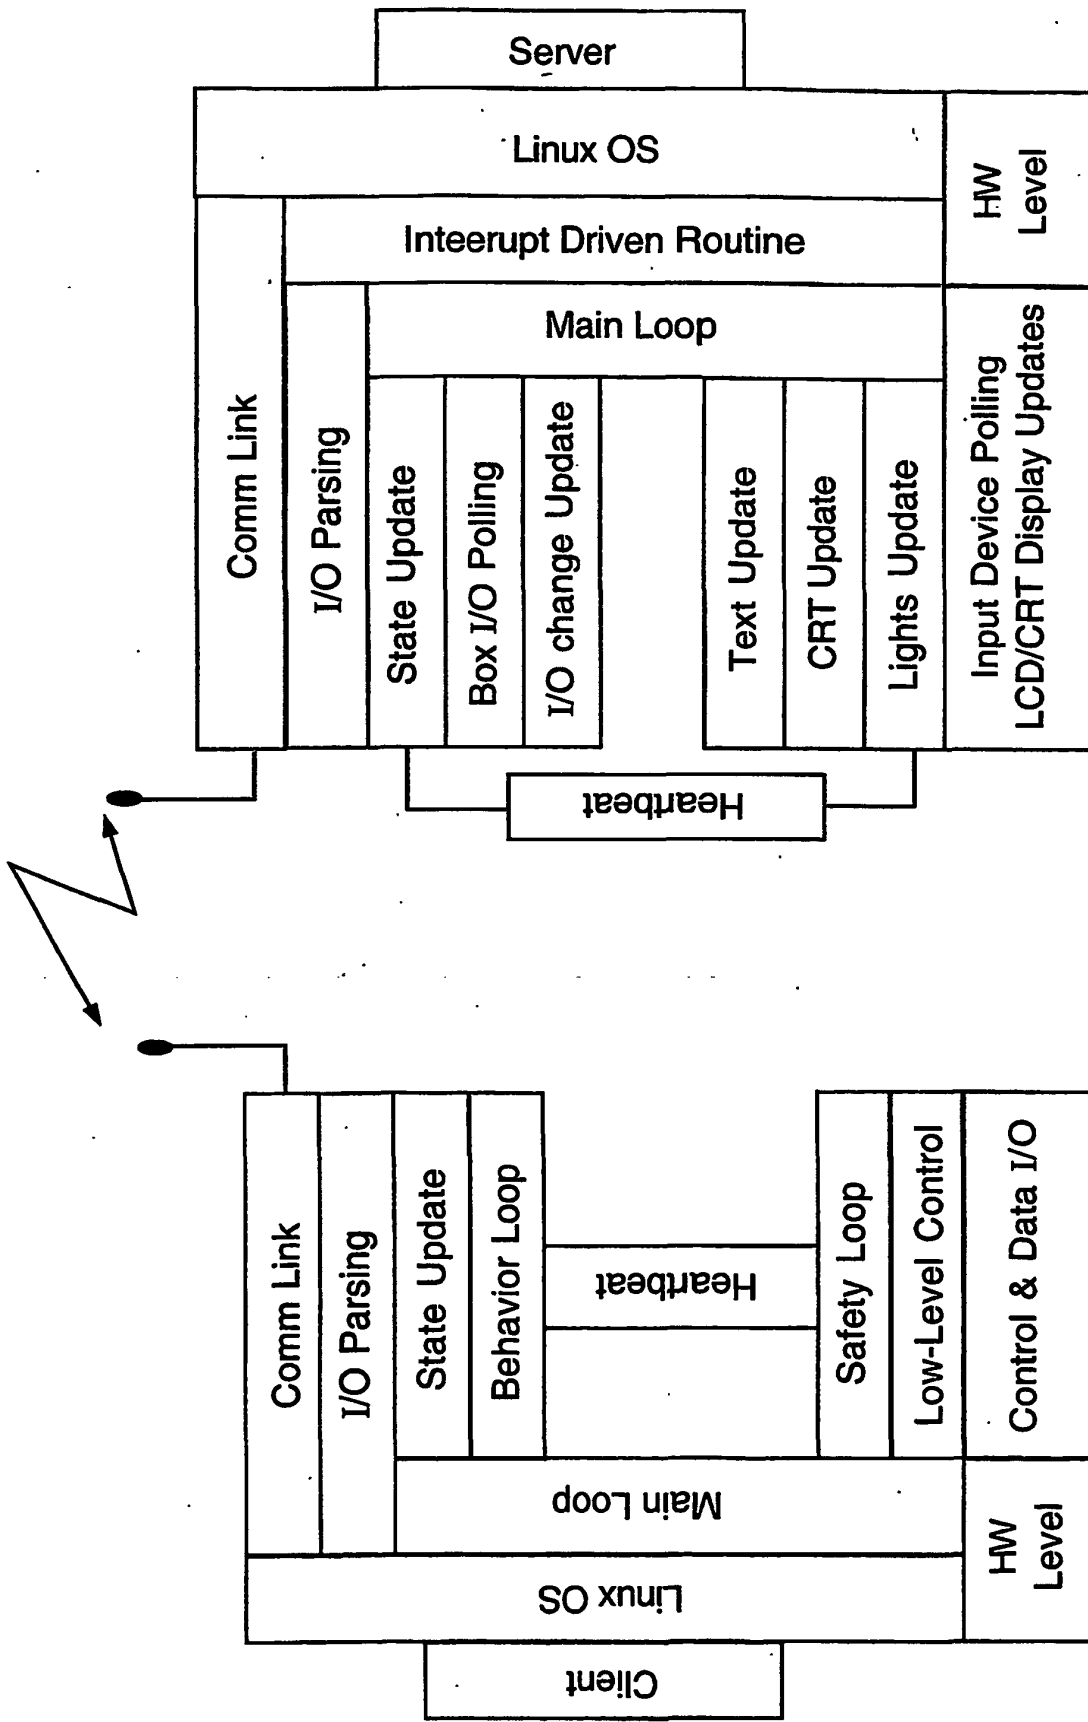 Server
Linux OS
HW
Level
Inteerupt Driven Routine
Main Loop
Comm Link
I/O Parsing
State Update
Box I/O Polling
I/O change Update
Text Update
CRT Update
Lights Update
Input Device Polling
LCD/CRT Display Updates
Heartbeat
Comm Link
I/O Parsing
State Update
Behavior Loop
Heartbeat
Safety Loop
Low-Level Control
Control & Data I/O
Main Loop
HW
Level
Linux OS
Client